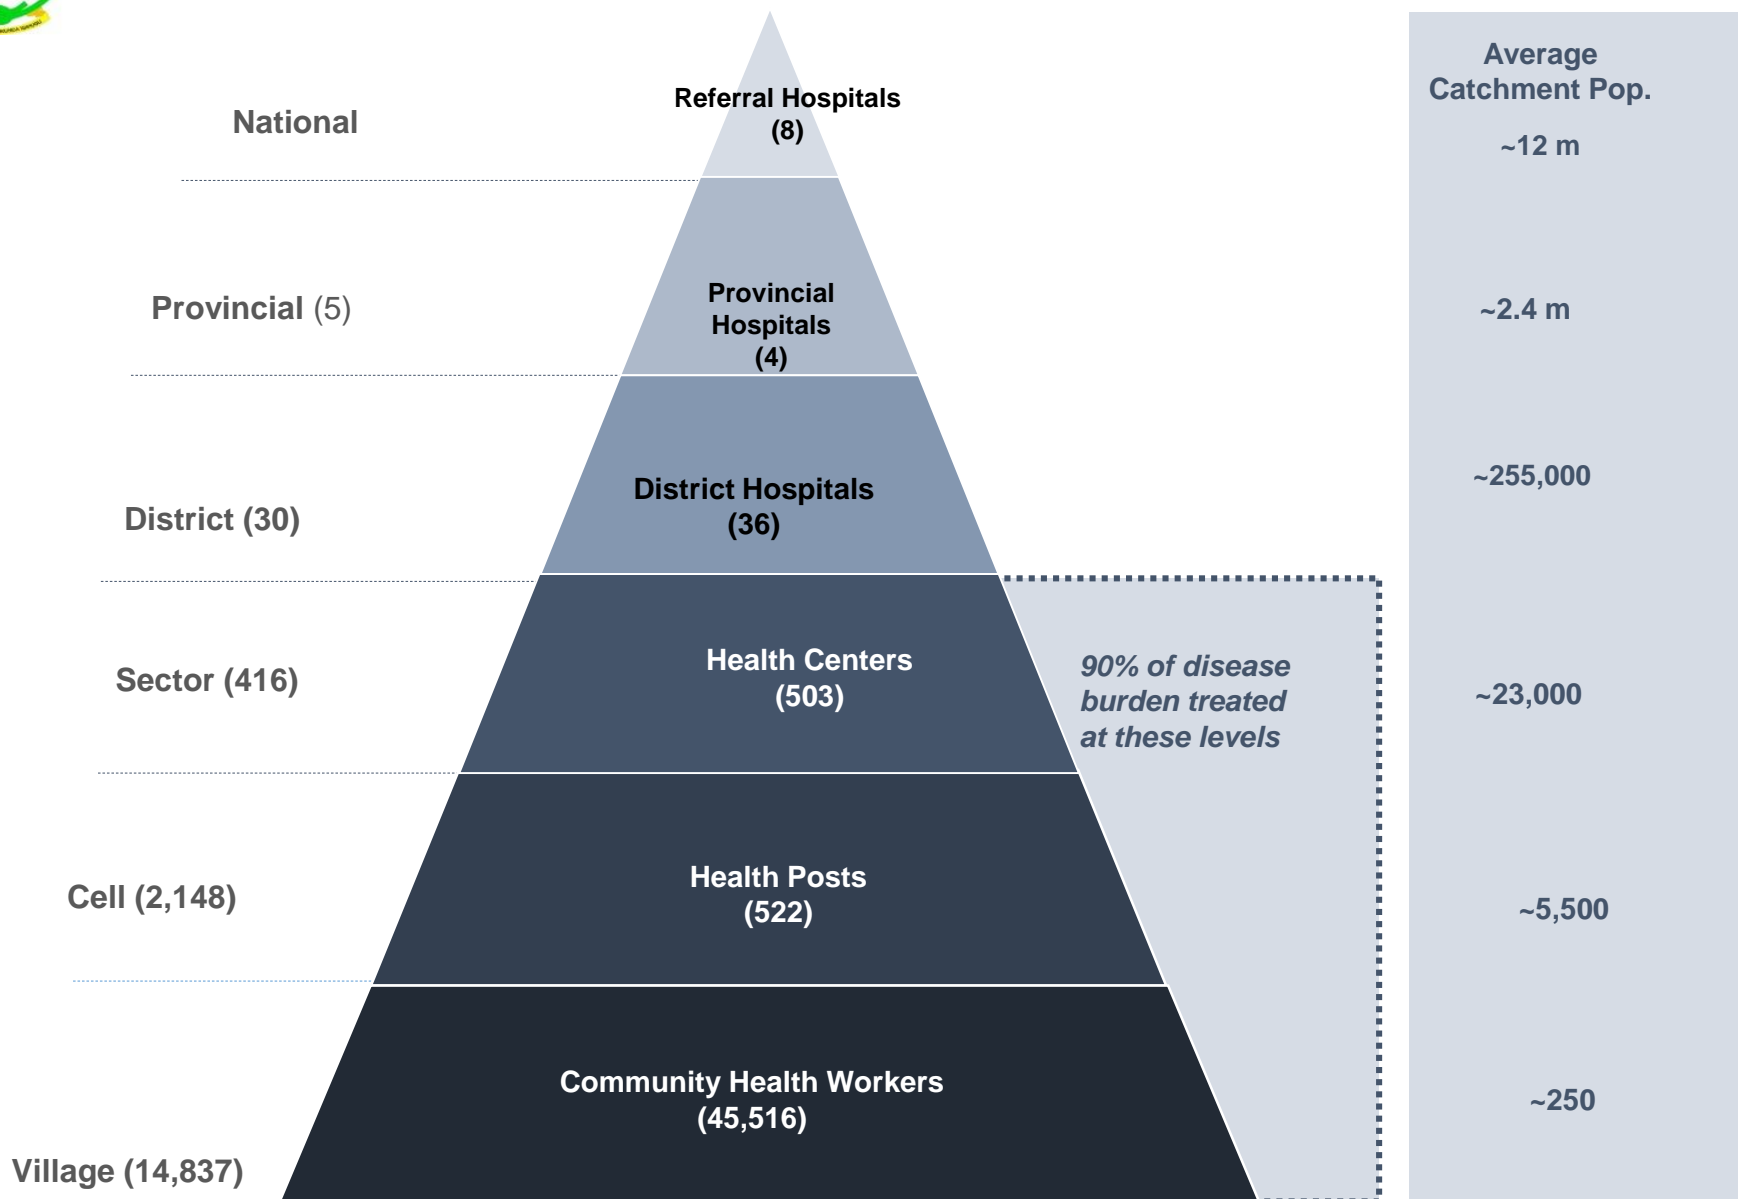 National
Referral Hospitals
(8)
Average
Catchment Pop.
~12 m
Provincial (5)
Provincial
Hospitals
(4)
~2.4 m
District (30)
District Hospitals
(36)
~255,000
Sector (416)
Health Centers
(503)
90% of disease
burden treated
at these levels
~23,000
Cell (2,148)
Health Posts
(522)
~5,500
Village (14,837)
Community Health Workers
(45,516)
~250